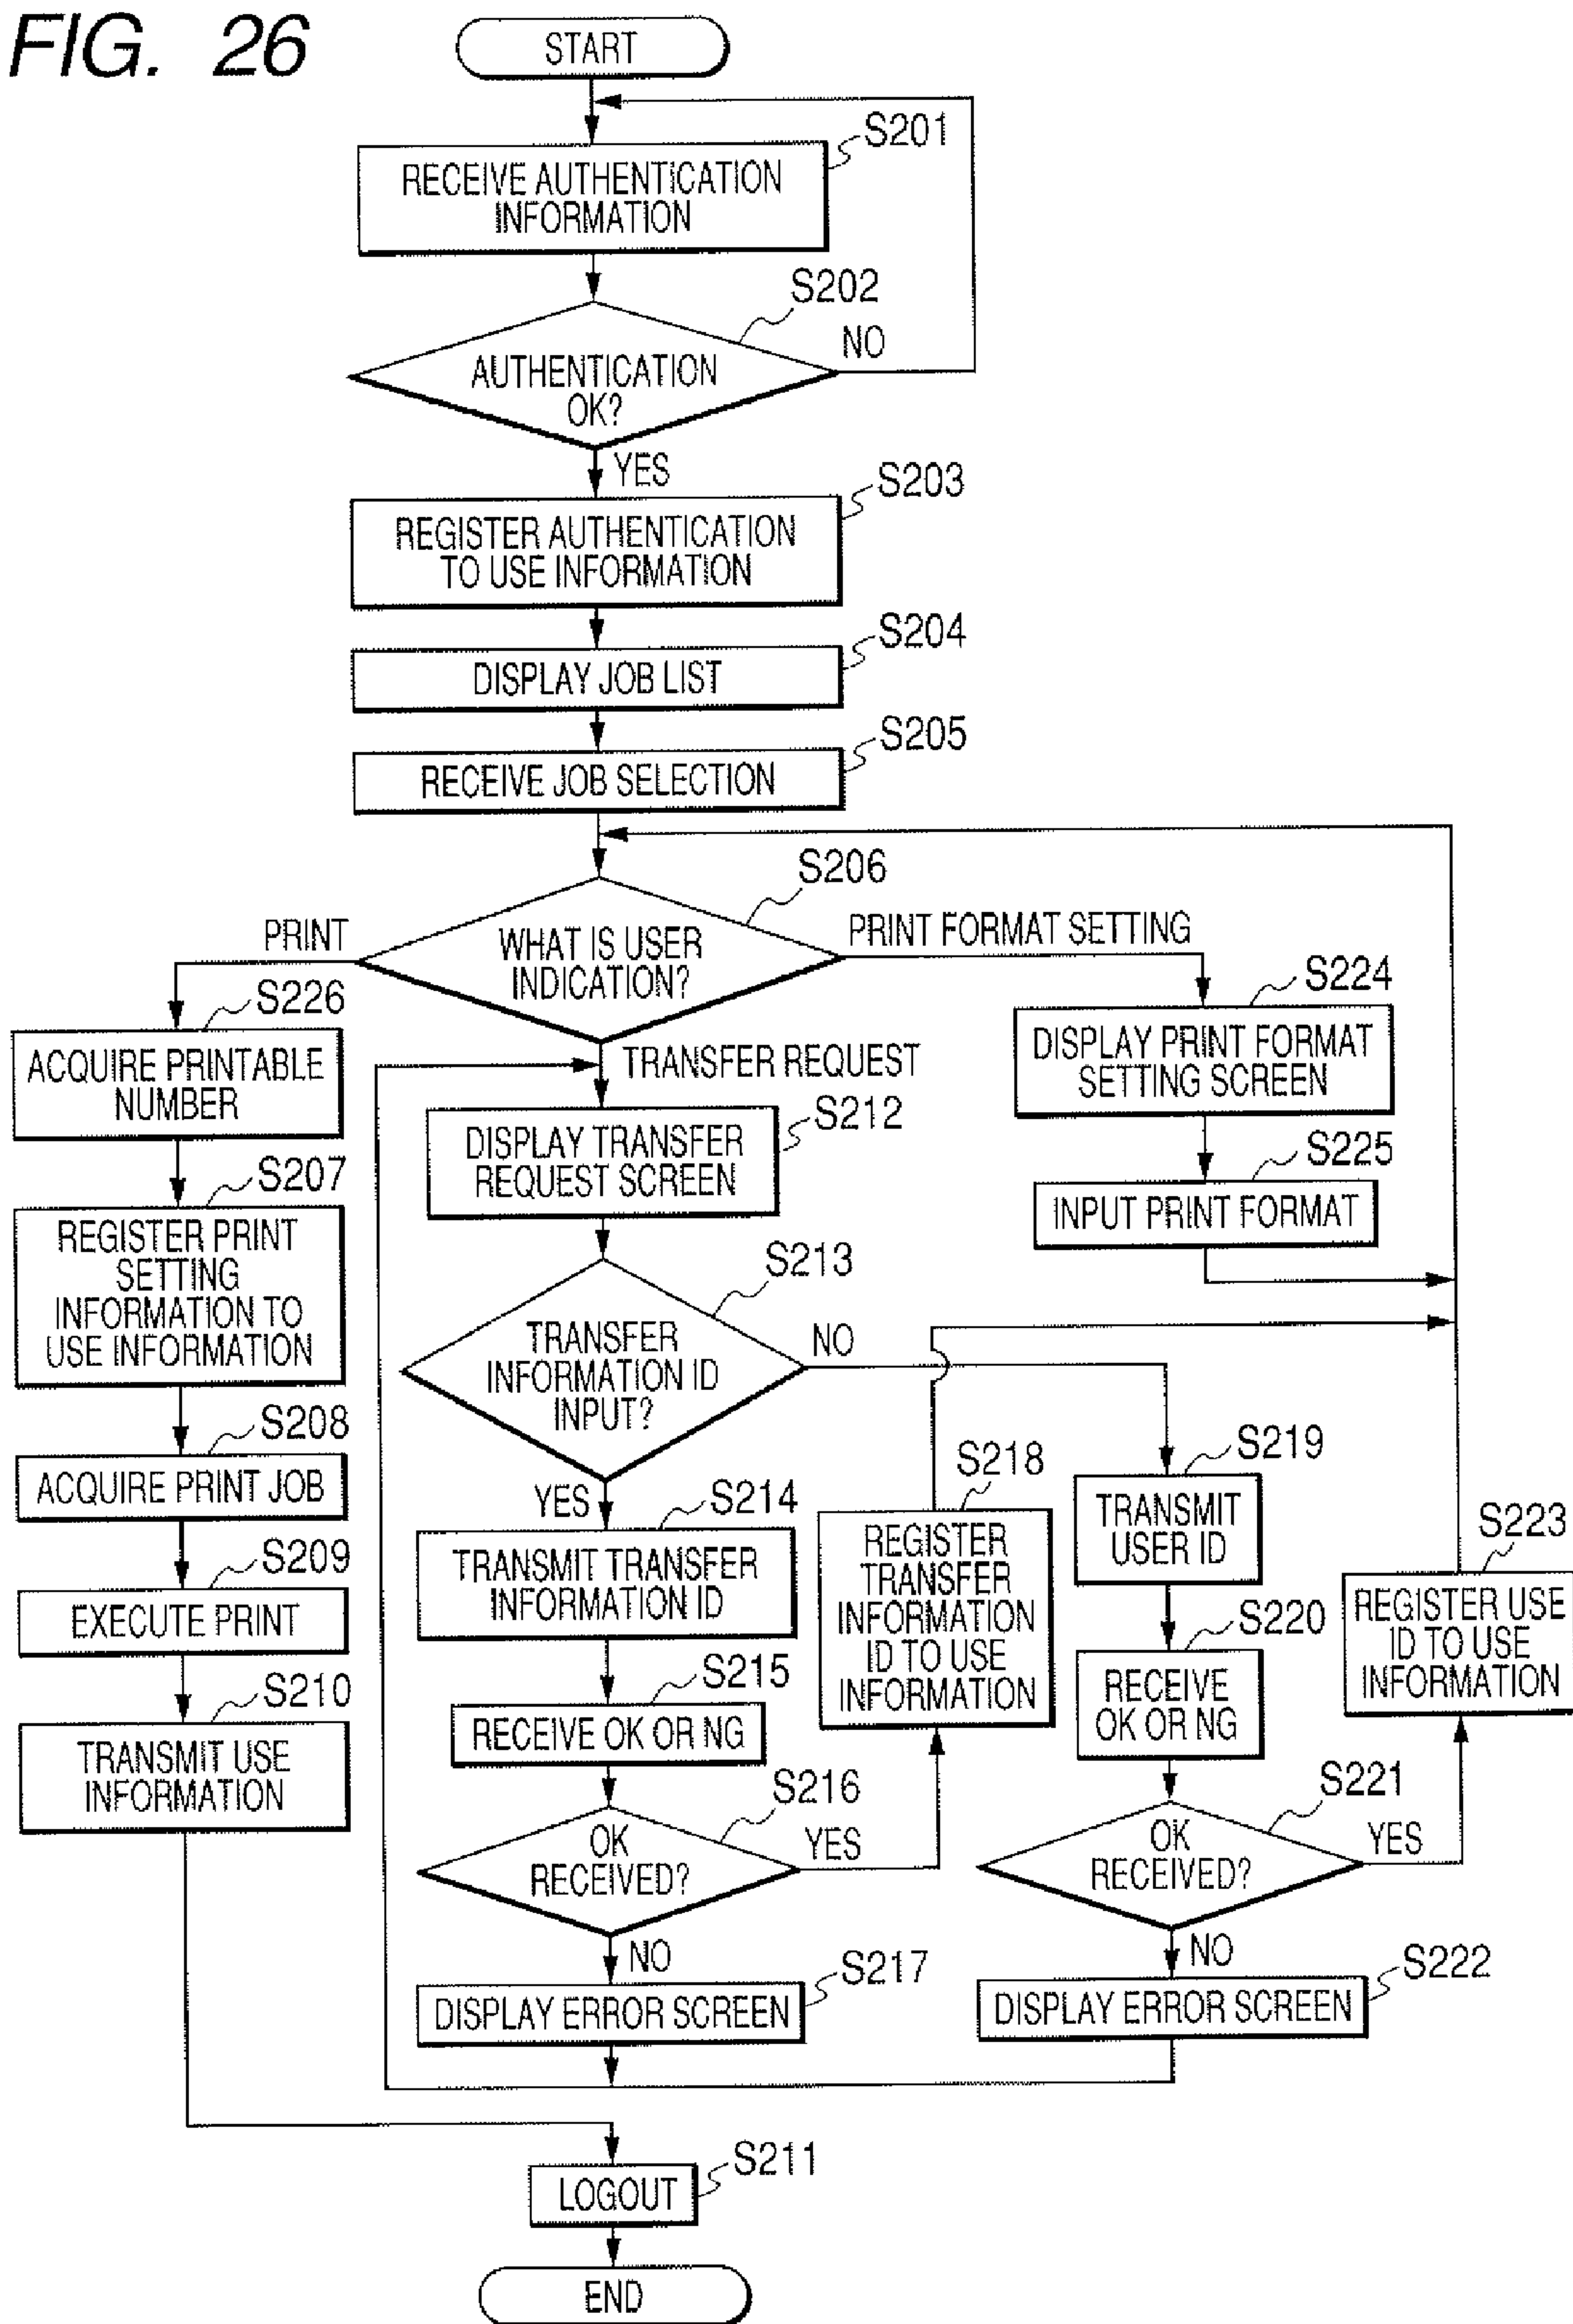 FIG. 26
START
S201
RECEIVE AUTHENTICATION
INFORMATION
S202
NO
AUTHENTICATION
OK?
YES
S203
REGISTER AUTHENTICATION
TO USE INFORMATION
S204
DISPLAY JOB LIST
S205
RECEIVE JOB SELECTION
S206
PRINT
WHAT IS USER
INDICATION?
PRINT FORMAT SETTING
S226
ACQUIRE PRINTABLE
NUMBER
S207
REGISTER PRINT
SETTING
INFORMATION TO
USE INFORMATION
S208
ACQUIRE PRINT JOB
S209
EXECUTE PRINT
S210
TRANSMIT USE
INFORMATION
TRANSFER REQUEST
S212
DISPLAY TRANSFER
REQUEST SCREEN
S213
TRANSFER
INFORMATION ID
INPUT?
NO
YES
S214
TRANSMIT TRANSFER
INFORMATION ID
S215
RECEIVE OK OR NG
S216
OK
RECEIVED?
YES
NO
S217
DISPLAY ERROR SCREEN
S218
REGISTER
TRANSFER
INFORMATION
ID TO USE
INFORMATION
S224
DISPLAY PRINT FORMAT
SETTING SCREEN
S225
INPUT PRINT FORMAT
S219
TRANSMIT
USER ID
S220
RECEIVE
OK OR NG
S221
OK
RECEIVED?
YES
NO
S222
DISPLAY ERROR SCREEN
S223
REGISTER USE
ID TO USE
INFORMATION
S211
LOGOUT
END